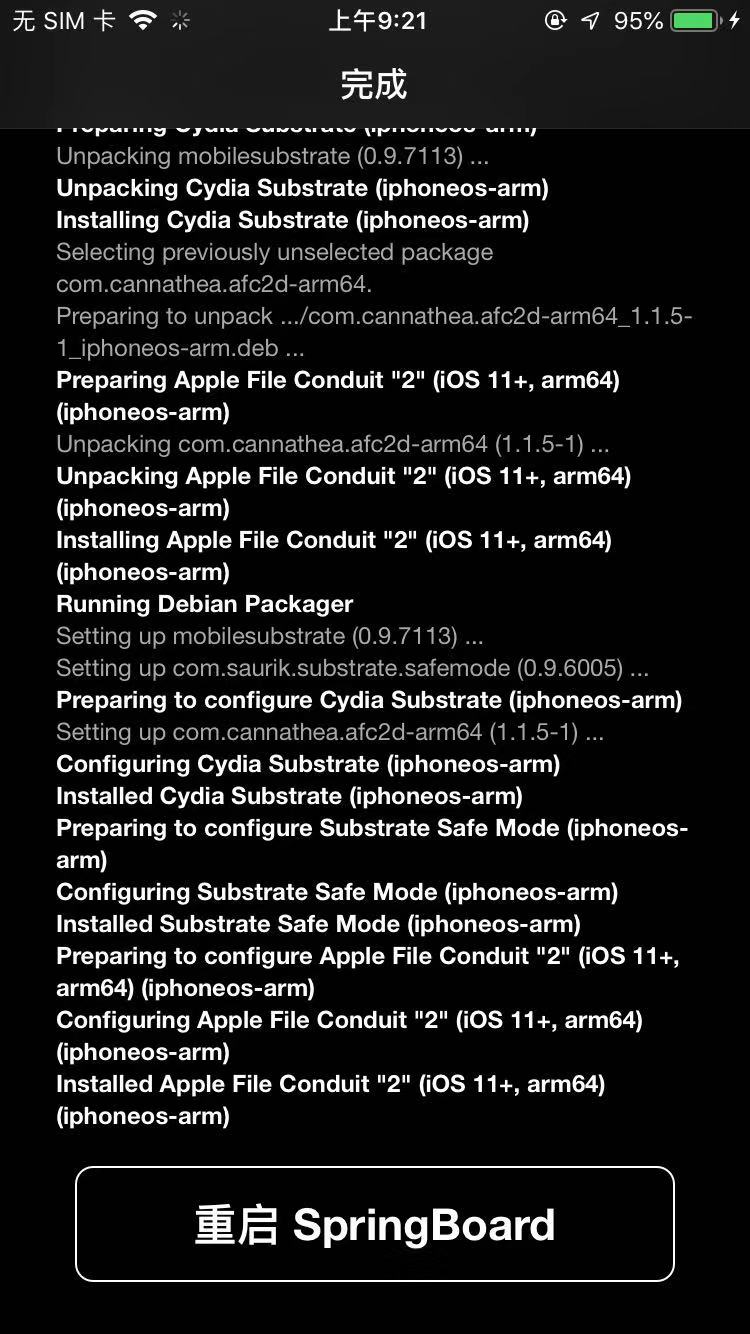 无 SIM 卡 上午9:21 95%
完成
Preparing Cydia Substrate (iphoneos-arm)
Unpacking mobilesubstrate (0.9.7113) ...
Unpacking Cydia Substrate (iphoneos-arm)
Installing Cydia Substrate (iphoneos-arm)
Selecting previously unselected package
com.cannathea.afc2d-arm64.
Preparing to unpack .../com.cannathea.afc2d-arm64_1.1.5-
1_iphoneos-arm.deb ...
Preparing Apple File Conduit "2" (iOS 11+, arm64)
(iphoneos-arm)
Unpacking com.cannathea.afc2d-arm64 (1.1.5-1) ...
Unpacking Apple File Conduit "2" (iOS 11+, arm64)
(iphoneos-arm)
Installing Apple File Conduit "2" (iOS 11+, arm64)
(iphoneos-arm)
Running Debian Packager
Setting up mobilesubstrate (0.9.7113) ...
Setting up com.saurik.substrate.safemode (0.9.6005) ...
Preparing to configure Cydia Substrate (iphoneos-arm)
Setting up com.cannathea.afc2d-arm64 (1.1.5-1) ...
Configuring Cydia Substrate (iphoneos-arm)
Installed Cydia Substrate (iphoneos-arm)
Preparing to configure Substrate Safe Mode (iphoneos-
arm)
Configuring Substrate Safe Mode (iphoneos-arm)
Installed Substrate Safe Mode (iphoneos-arm)
Preparing to configure Apple File Conduit "2" (iOS 11+,
arm64) (iphoneos-arm)
Configuring Apple File Conduit "2" (iOS 11+, arm64)
(iphoneos-arm)
Installed Apple File Conduit "2" (iOS 11+, arm64)
(iphoneos-arm)
重启 SpringBoard